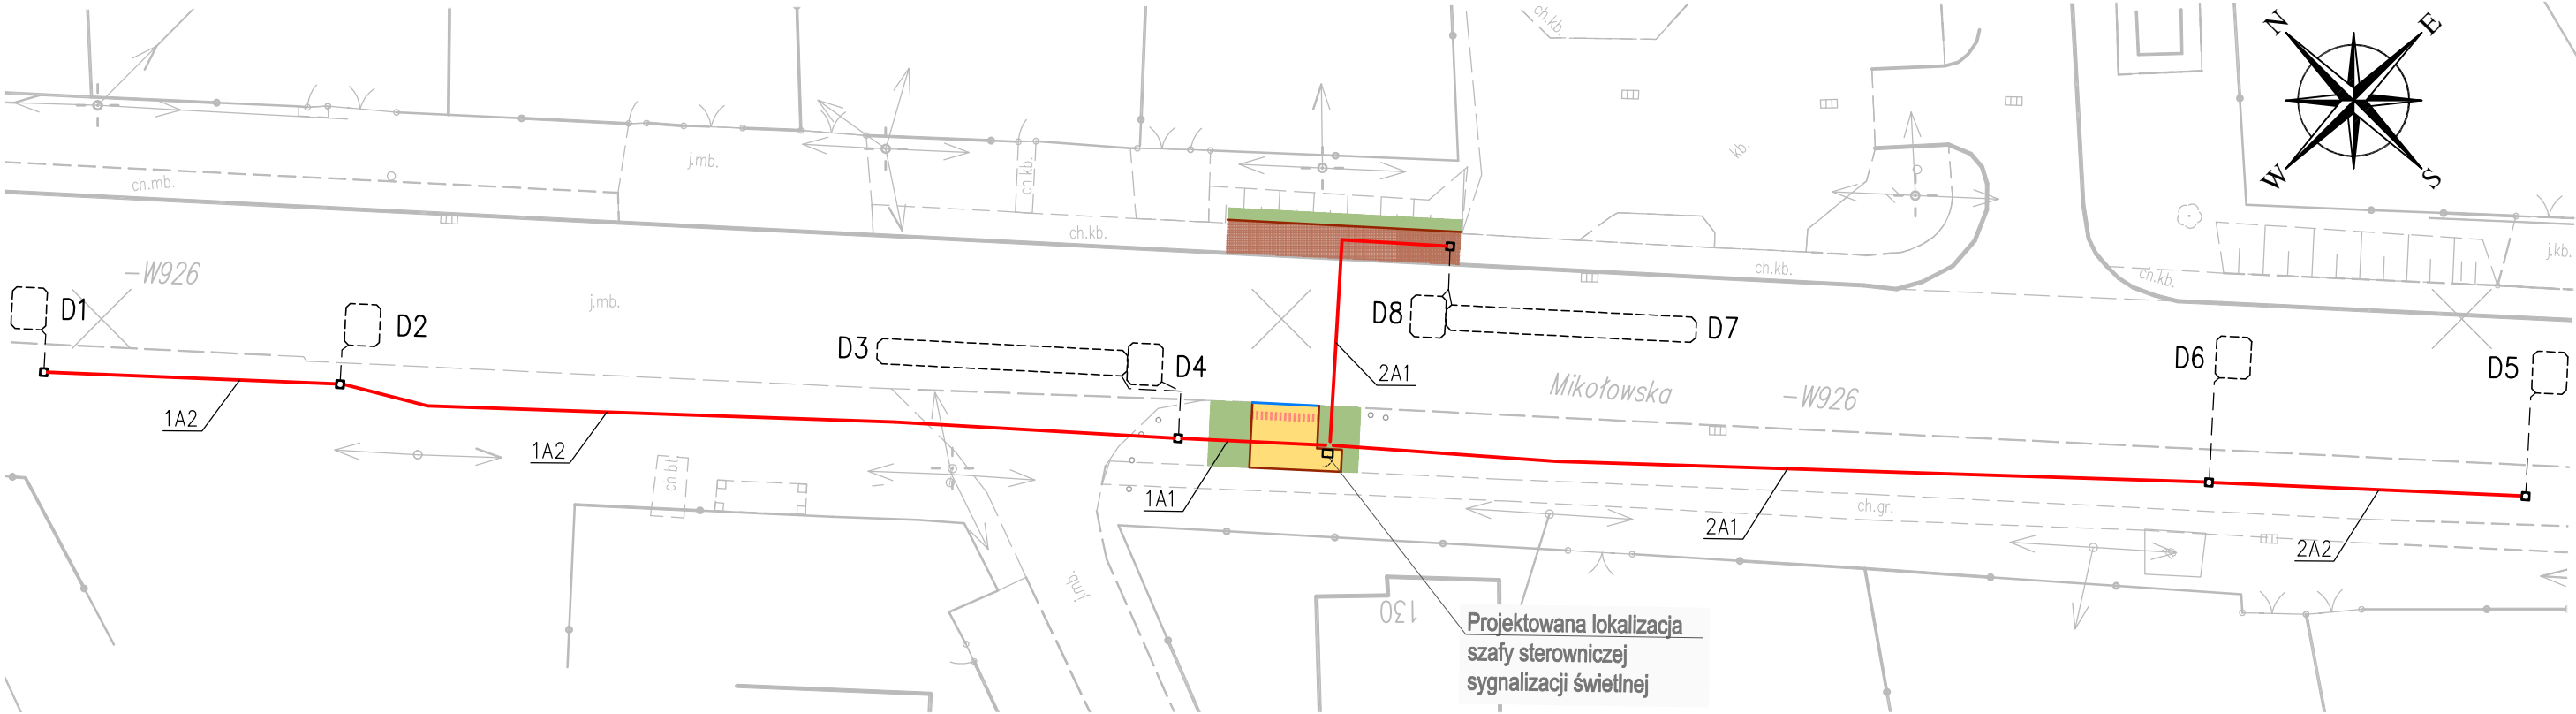 ch.kb.
N
E
W
S
j.mb.
kb.
ch.mb.
ch.kb.
ch.kb.
ch.kb.
ch.kb.
j.kb.
-W926
j.mb.
D1
D2
D3
D4
D8
D7
D6
D5
2A1
Mikołowska
-W926
1A2
1A2
ch.bt
1A1
2A1
ch.gr.
2A2
j.mb.
130
Projektowana lokalizacja
szafy sterowniczej
sygnalizacji świetlnej